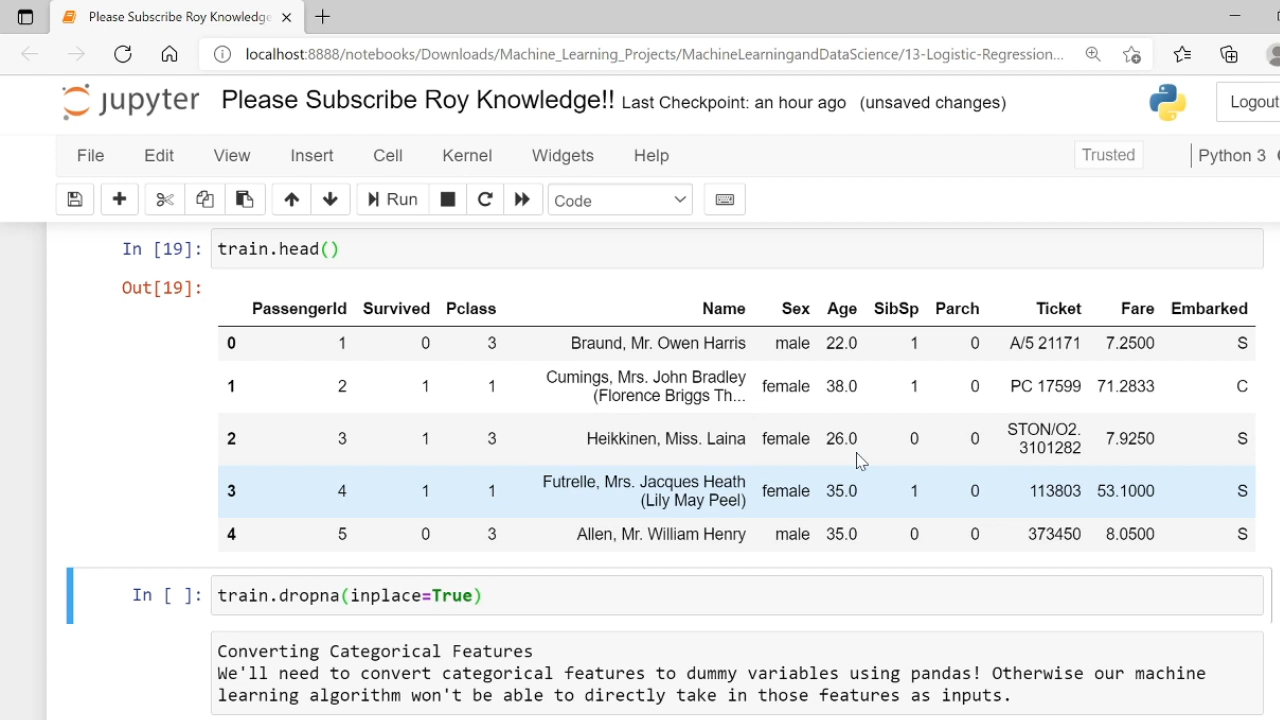 Please Subscribe Roy Knowledge
localhost:8888/notebooks/Downloads/Machine_Learning_Projects/MachineLearningandDataScience/13-Logistic-Regression...
jupyter Please Subscribe Roy Knowledge!! Last Checkpoint: an hour ago (unsaved changes)
Logout
File Edit View Insert Cell Kernel Widgets Help
Trusted
Python 3
Run
Code
In [19]: train.head()
Out[19]:
PassengerId Survived Pclass Name Sex Age SibSp Parch Ticket Fare Embarked
0 1 0 3 Braund, Mr. Owen Harris male 22.0 1 0 A/5 21171 7.2500 S
1 2 1 1 Cumings, Mrs. John Bradley (Florence Briggs Th... female 38.0 1 0 PC 17599 71.2833 C
2 3 1 3 Heikkinen, Miss. Laina female 26.0 0 0 STON/O2. 3101282 7.9250 S
3 4 1 1 Futrelle, Mrs. Jacques Heath (Lily May Peel) female 35.0 1 0 113803 53.1000 S
4 5 0 3 Allen, Mr. William Henry male 35.0 0 0 373450 8.0500 S
In [ ]: train.dropna(inplace=True)
Converting Categorical Features
We'll need to convert categorical features to dummy variables using pandas! Otherwise our machine
learning algorithm won't be able to directly take in those features as inputs.